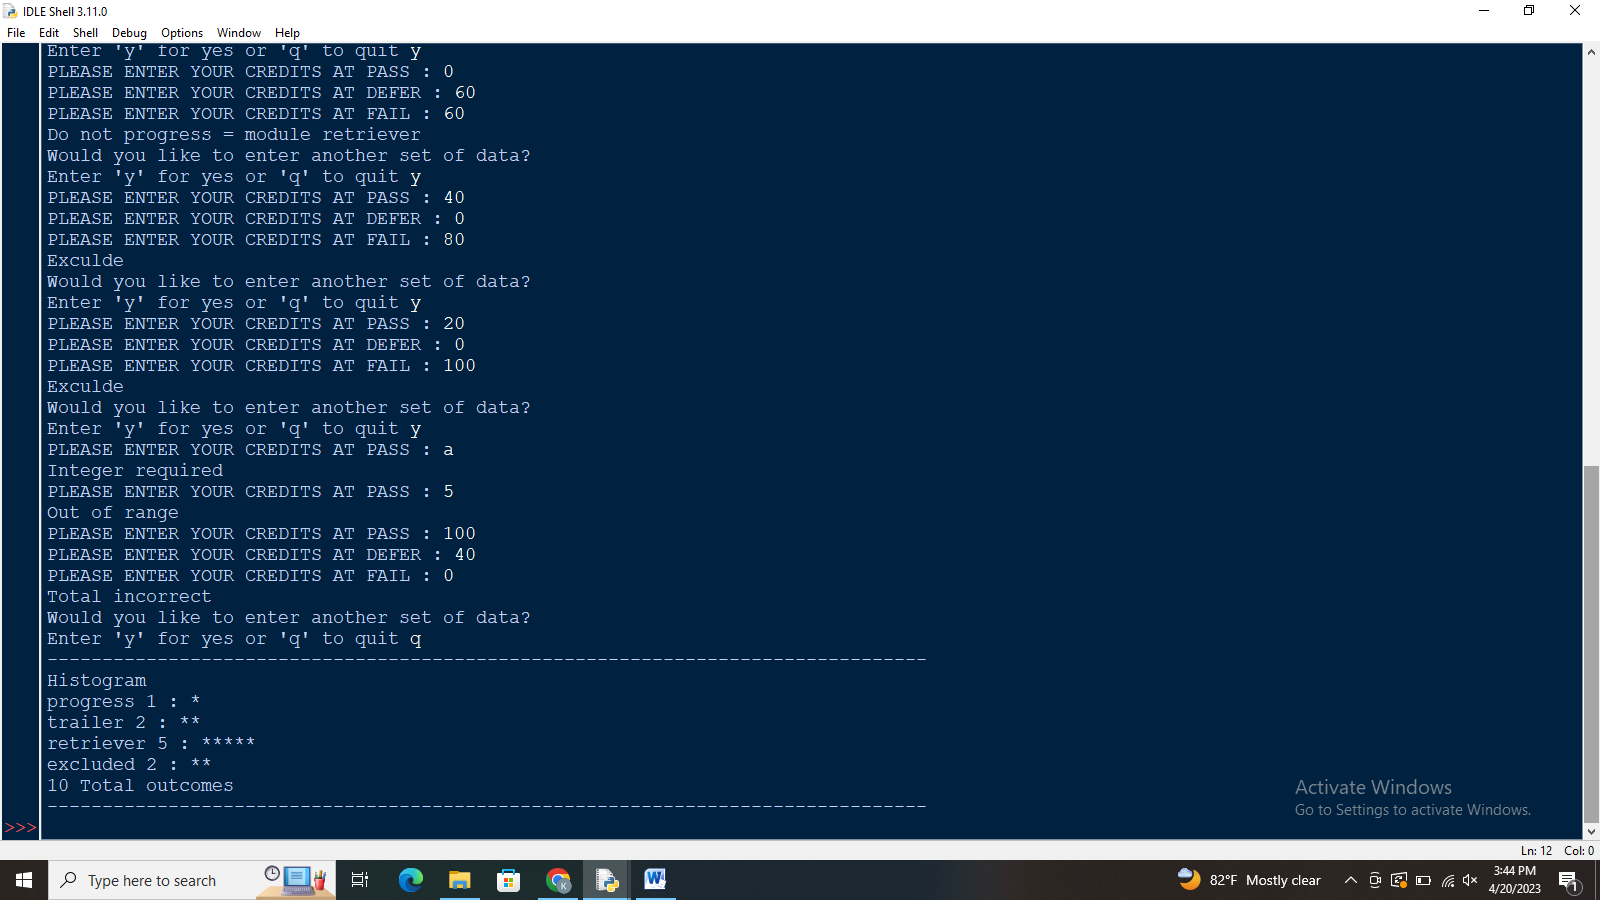 IDLE Shell 3.11.0
File Edit Shell Debug Options Window Help
Enter 'y' for yes or 'q' to quit y
PLEASE ENTER YOUR CREDITS AT PASS : 0
PLEASE ENTER YOUR CREDITS AT DEFER : 60
PLEASE ENTER YOUR CREDITS AT FAIL : 60
Do not progress = module retriever
Would you like to enter another set of data?
Enter 'y' for yes or 'q' to quit y
PLEASE ENTER YOUR CREDITS AT PASS : 40
PLEASE ENTER YOUR CREDITS AT DEFER : 0
PLEASE ENTER YOUR CREDITS AT FAIL : 80
Exculde
Would you like to enter another set of data?
Enter 'y' for yes or 'q' to quit y
PLEASE ENTER YOUR CREDITS AT PASS : 20
PLEASE ENTER YOUR CREDITS AT DEFER : 0
PLEASE ENTER YOUR CREDITS AT FAIL : 100
Exculde
Would you like to enter another set of data?
Enter 'y' for yes or 'q' to quit y
PLEASE ENTER YOUR CREDITS AT PASS : a
Integer required
PLEASE ENTER YOUR CREDITS AT PASS : 5
Out of range
PLEASE ENTER YOUR CREDITS AT PASS : 100
PLEASE ENTER YOUR CREDITS AT DEFER : 40
PLEASE ENTER YOUR CREDITS AT FAIL : 0
Total incorrect
Would you like to enter another set of data?
Enter 'y' for yes or 'q' to quit q
--------------------------------------------------------------------------------
Histogram
progress 1 : *
trailer 2 : **
retriever 5 : *****
excluded 2 : **
10 Total outcomes
--------------------------------------------------------------------------------
>>>
Activate Windows
Go to Settings to activate Windows.
Ln: 12 Col: 0
Type here to search
K
W
82°F Mostly clear
3:44 PM
4/20/2023
1